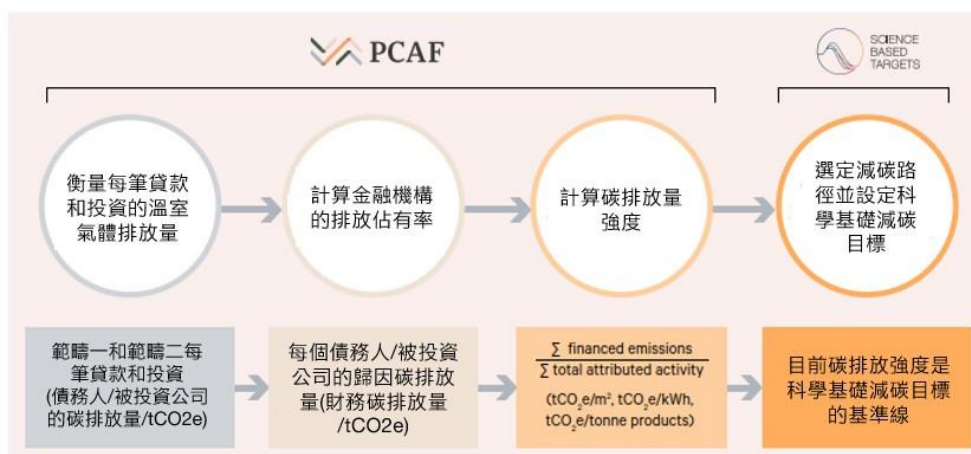 PCAF
SCIENCE
BASED
TARGETS
衡量每筆貸款
和投資的溫室
氣體排放量
計算金融機構
的排放佔有率
計算碳排放量
強度
選定減碳路
徑並設定科
學基礎減碳
目標
範疇一和範疇二每
筆貸款和投資
(債務人/被投資公司
的碳排放量/tCO2e)
每個債務人/被投資
公司的歸因碳排放
量(財務碳排放量
/tCO2e)
∑ financed emissions
∑ total attributed activity
(tCO₂e/m², tCO₂e/kWh,
tCO₂e/tonne products)
目前碳排放強度是
科學基礎減碳目標
的基準線